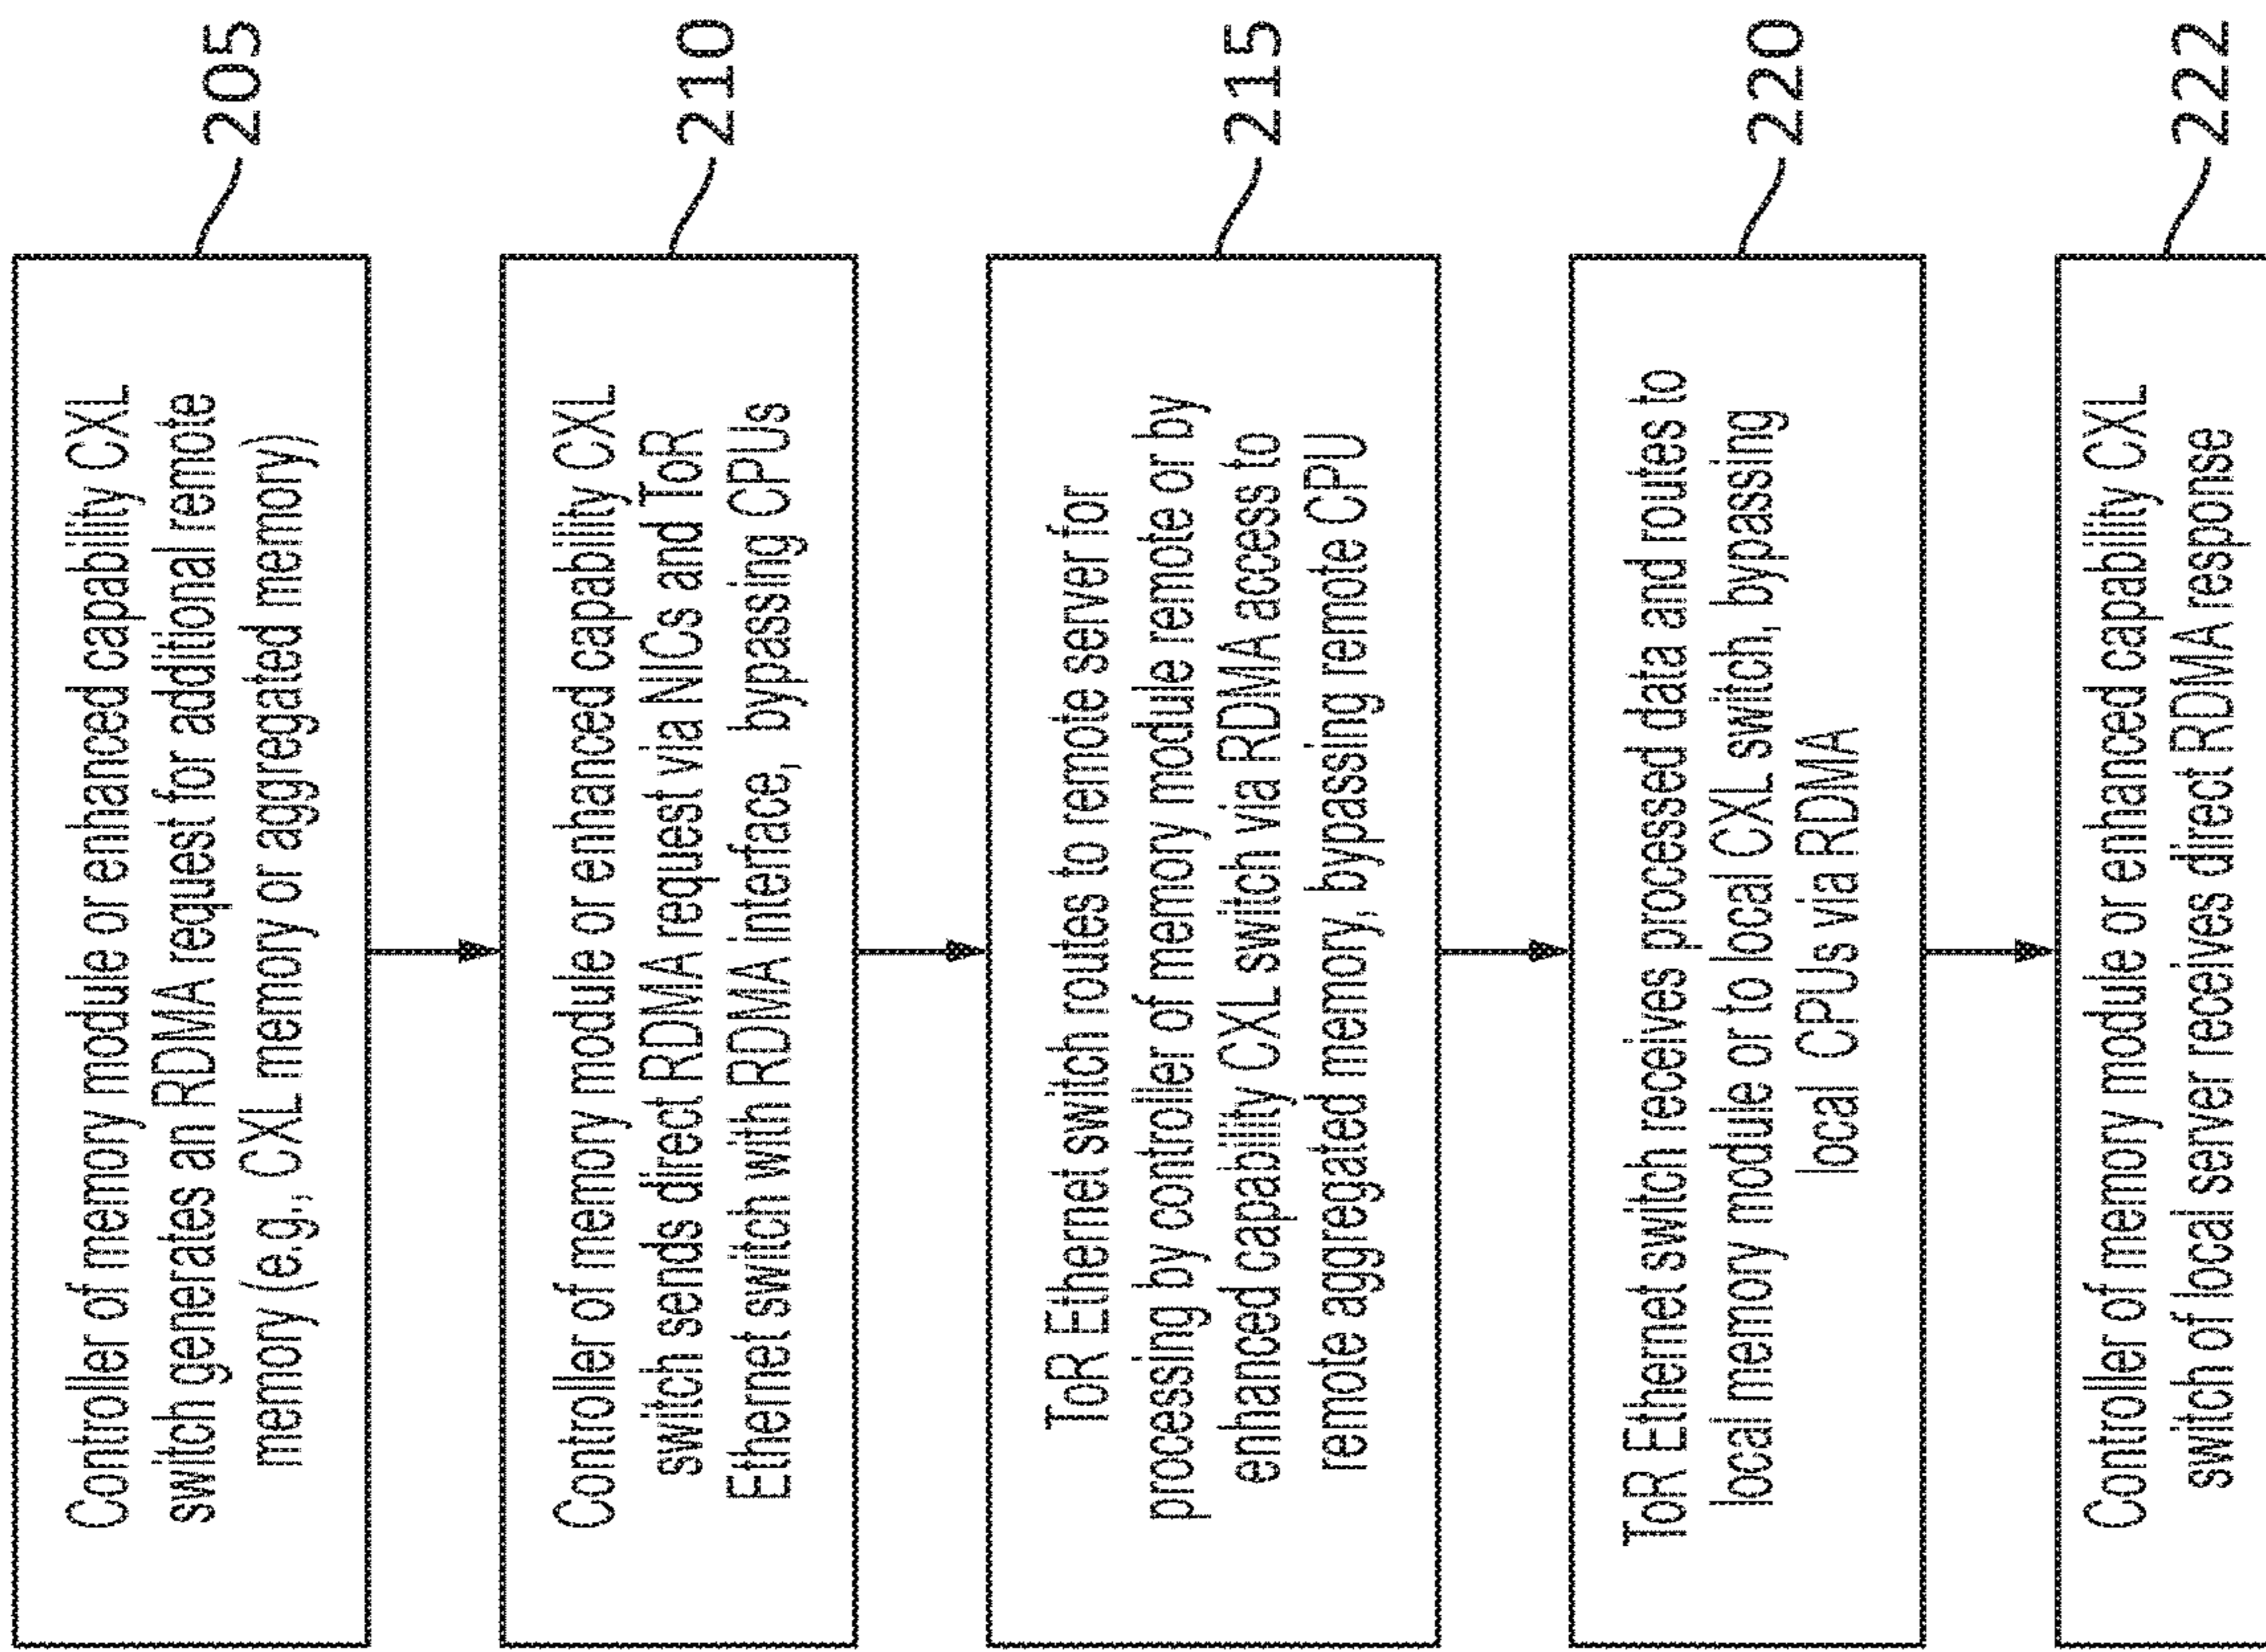 Controller of memory module or enhanced capability CXL
switch generates an RDMA request for additional remote
memory (e.g., CXL memory or aggregated memory)
205
Controller of memory module or enhanced capability CXL
switch sends direct RDMA request via NICs and ToR
Ethernet switch with RDMA interface, bypassing CPUs
210
ToR Ethernet switch routes to remote server for
processing by controller of memory module remote or by
enhanced capability CXL switch via RDMA access to
remote aggregated memory, bypassing remote CPU
215
ToR Ethernet switch receives processed data and routes to
local memory module or to local CXL switch, bypassing
local CPUs via RDMA
220
Controller of memory module or enhanced capability CXL
switch of local server receives direct RDMA response
222